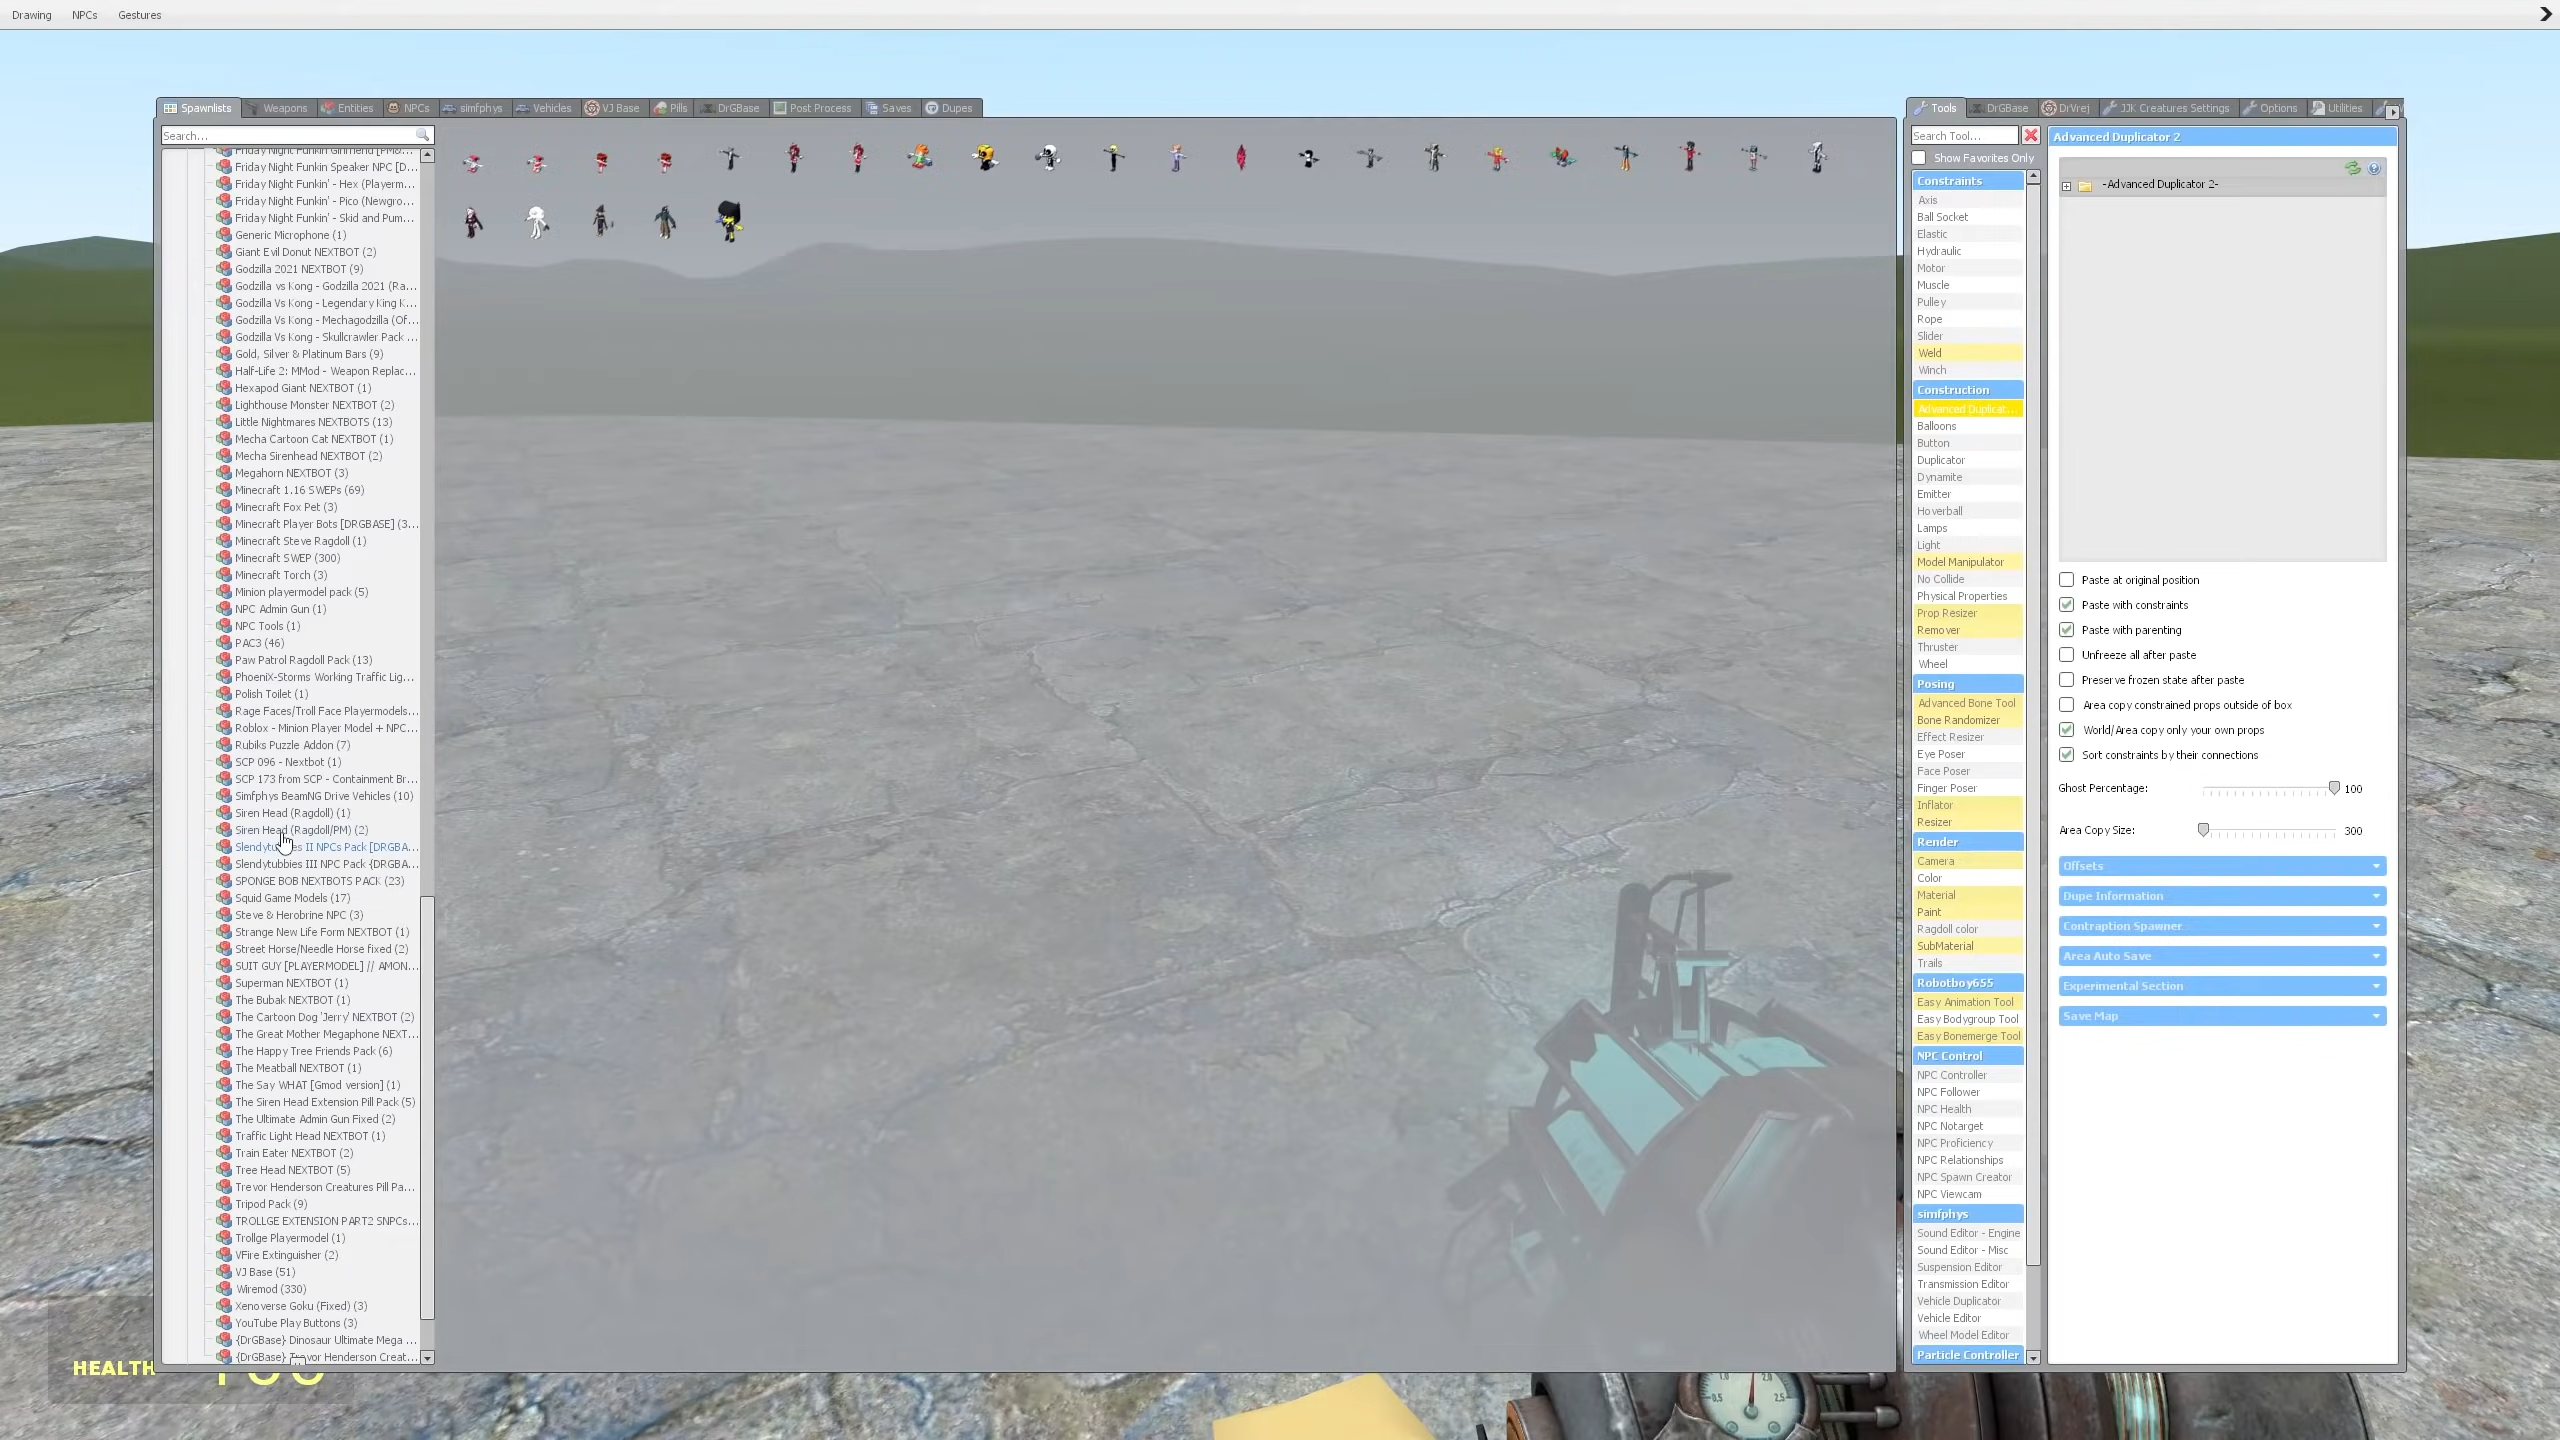 Drawing NPCs Gestures
Spawnlists Weapons Entities NPCs simfphys Vehicles VJ Base Pills DrGBase Post Process Saves Dupes
Search...
Friday Night Funkin Girlfriend [PM&...
Friday Night Funkin Speaker NPC [D...
Friday Night Funkin' - Hex (Playerm...
Friday Night Funkin' - Pico (Newgro...
Friday Night Funkin' - Skid and Pum...
Generic Microphone (1)
Giant Evil Donut NEXTBOT (2)
Godzilla 2021 NEXTBOT (9)
Godzilla vs Kong - Godzilla 2021 (Ra...
Godzilla Vs Kong - Legendary King K...
Godzilla Vs Kong - Mechagodzilla (Of...
Godzilla Vs Kong - Skullcrawler Pack ...
Gold, Silver & Platinum Bars (9)
Half-Life 2: MMod - Weapon Replac...
Hexapod Giant NEXTBOT (1)
Lighthouse Monster NEXTBOT (2)
Little Nightmares NEXTBOTS (13)
Mecha Cartoon Cat NEXTBOT (1)
Mecha Sirenhead NEXTBOT (2)
Megahorn NEXTBOT (3)
Minecraft 1.16 SWEPs (69)
Minecraft Fox Pet (3)
Minecraft Player Bots [DRGBASE] (3...
Minecraft Steve Ragdoll (1)
Minecraft SWEP (300)
Minecraft Torch (3)
Minion playermodel pack (5)
NPC Admin Gun (1)
NPC Tools (1)
PAC3 (46)
Paw Patrol Ragdoll Pack (13)
PhoeniX-Storms Working Traffic Lig...
Polish Toilet (1)
Rage Faces/Troll Face Playermodels...
Roblox - Minion Player Model + NPC...
Rubiks Puzzle Addon (7)
SCP 096 - Nextbot (1)
SCP 173 from SCP - Containment Br...
Simfphys BeamNG Drive Vehicles (10)
Siren Head (Ragdoll) (1)
Siren Head (Ragdoll/PM) (2)
Slendytubbies II NPCs Pack [DRGBA...
Slendytubbies III NPC Pack {DRGBA...
SPONGE BOB NEXTBOTS PACK (23)
Squid Game Models (17)
Steve & Herobrine NPC (3)
Strange New Life Form NEXTBOT (1)
Street Horse/Needle Horse fixed (2)
SUIT GUY [PLAYERMODEL] // AMON...
Superman NEXTBOT (1)
The Bubak NEXTBOT (1)
The Cartoon Dog 'Jerry' NEXTBOT (2)
The Great Mother Megaphone NEXT...
The Happy Tree Friends Pack (6)
The Meatball NEXTBOT (1)
The Say WHAT [Gmod version] (1)
The Siren Head Extension Pill Pack (5)
The Ultimate Admin Gun Fixed (2)
Traffic Light Head NEXTBOT (1)
Train Eater NEXTBOT (2)
Tree Head NEXTBOT (5)
Trevor Henderson Creatures Pill Pa...
Tripod Pack (9)
TROLLGE EXTENSION PART2 SNPCs...
Trollge Playermodel (1)
VFire Extinguisher (2)
VJ Base (51)
Wiremod (330)
Xenoverse Goku (Fixed) (3)
YouTube Play Buttons (3)
{DrGBase} Dinosaur Ultimate Mega ...
{DrGBase} Trevor Henderson Creat...
HEALTH 100
Tools DrGBase DrVrej JJK Creatures Settings Options Utilities
Search Tool...
Show Favorites Only
Constraints
Axis
Ball Socket
Elastic
Hydraulic
Motor
Muscle
Pulley
Rope
Slider
Weld
Winch
Construction
Advanced Duplicat...
Balloons
Button
Duplicator
Dynamite
Emitter
Hoverball
Lamps
Light
Model Manipulator
No Collide
Physical Properties
Prop Resizer
Remover
Thruster
Wheel
Posing
Advanced Bone Tool
Bone Randomizer
Effect Resizer
Eye Poser
Face Poser
Finger Poser
Inflator
Resizer
Render
Camera
Color
Material
Paint
Ragdoll color
SubMaterial
Trails
Robotboy655
Easy Animation Tool
Easy Bodygroup Tool
Easy Bonemerge Tool
NPC Control
NPC Controller
NPC Follower
NPC Health
NPC Notarget
NPC Proficiency
NPC Relationships
NPC Spawn Creator
NPC Viewcam
simfphys
Sound Editor - Engine
Sound Editor - Misc
Suspension Editor
Transmission Editor
Vehicle Duplicator
Vehicle Editor
Wheel Model Editor
Particle Controller
Advanced Duplicator 2
-Advanced Duplicator 2-
Paste at original position
Paste with constraints
Paste with parenting
Unfreeze all after paste
Preserve frozen state after paste
Area copy constrained props outside of box
World/Area copy only your own props
Sort constraints by their connections
Ghost Percentage: 100
Area Copy Size: 300
Offsets
Dupe Information
Contraption Spawner
Area Auto Save
Experimental Section
Save Map
1.0 2.0
0.5 2.5